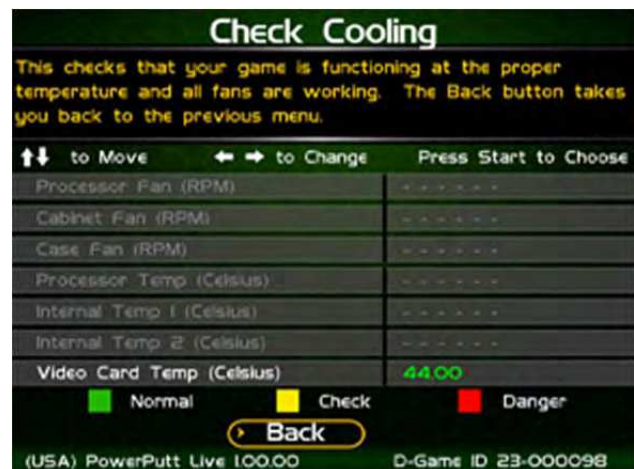 Check Cooling
This checks that your game is functioning at the proper
temperature and all fans are working. The Back button takes
you back to the previous menu.
to Move to Change Press Start to Choose
Processor Fan (RPM) - - - - - -
Cabinet Fan (RPM) - - - - - -
Case Fan (RPM) - - - - - -
Processor Temp (Celsius) - - - - - -
Internal Temp 1 (Celsius) - - - - - -
Internal Temp 2 (Celsius) - - - - - -
Video Card Temp (Celsius) 44.00
Normal Check Danger
Back
(USA) PowerPutt Live 1.00.00 D-Game ID 23-000098